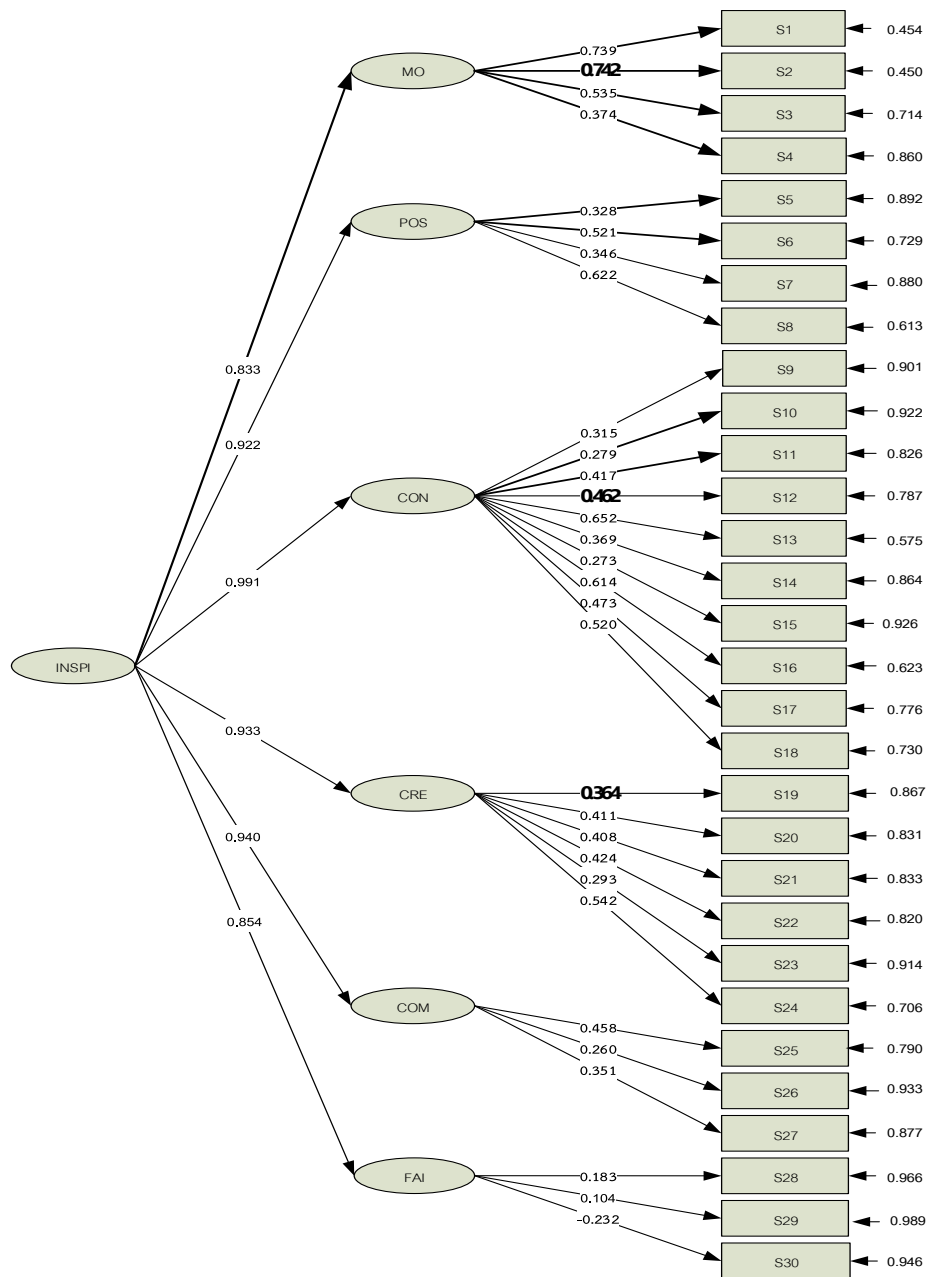 S1 0.454
0.739
MO 0.742 S2 0.450
0.535
S3 0.714
0.374
S4 0.860
S5 0.892
0.328
POS 0.521 S6 0.729
0.346
S7 0.880
0.622
S8 0.613
0.833
S9 0.901
S10 0.922
0.315
0.922
0.279
S11 0.826
0.417
CON 0.462 S12 0.787
0.652
S13 0.575
0.369
0.273
0.991
S14 0.864
0.614
0.473
S15 0.926
0.520
INSPI
S16 0.623
S17 0.776
0.933
S18 0.730
CRE 0.364 S19 0.867
0.411
S20 0.831
0.940
0.408
0.424
S21 0.833
0.293
0.542
S22 0.820
0.854
S23 0.914
COM S24 0.706
0.458
S25 0.790
0.260
0.351
S26 0.933
S27 0.877
FAI 0.183 S28 0.966
0.104
-0.232
S29 0.989
S30 0.946